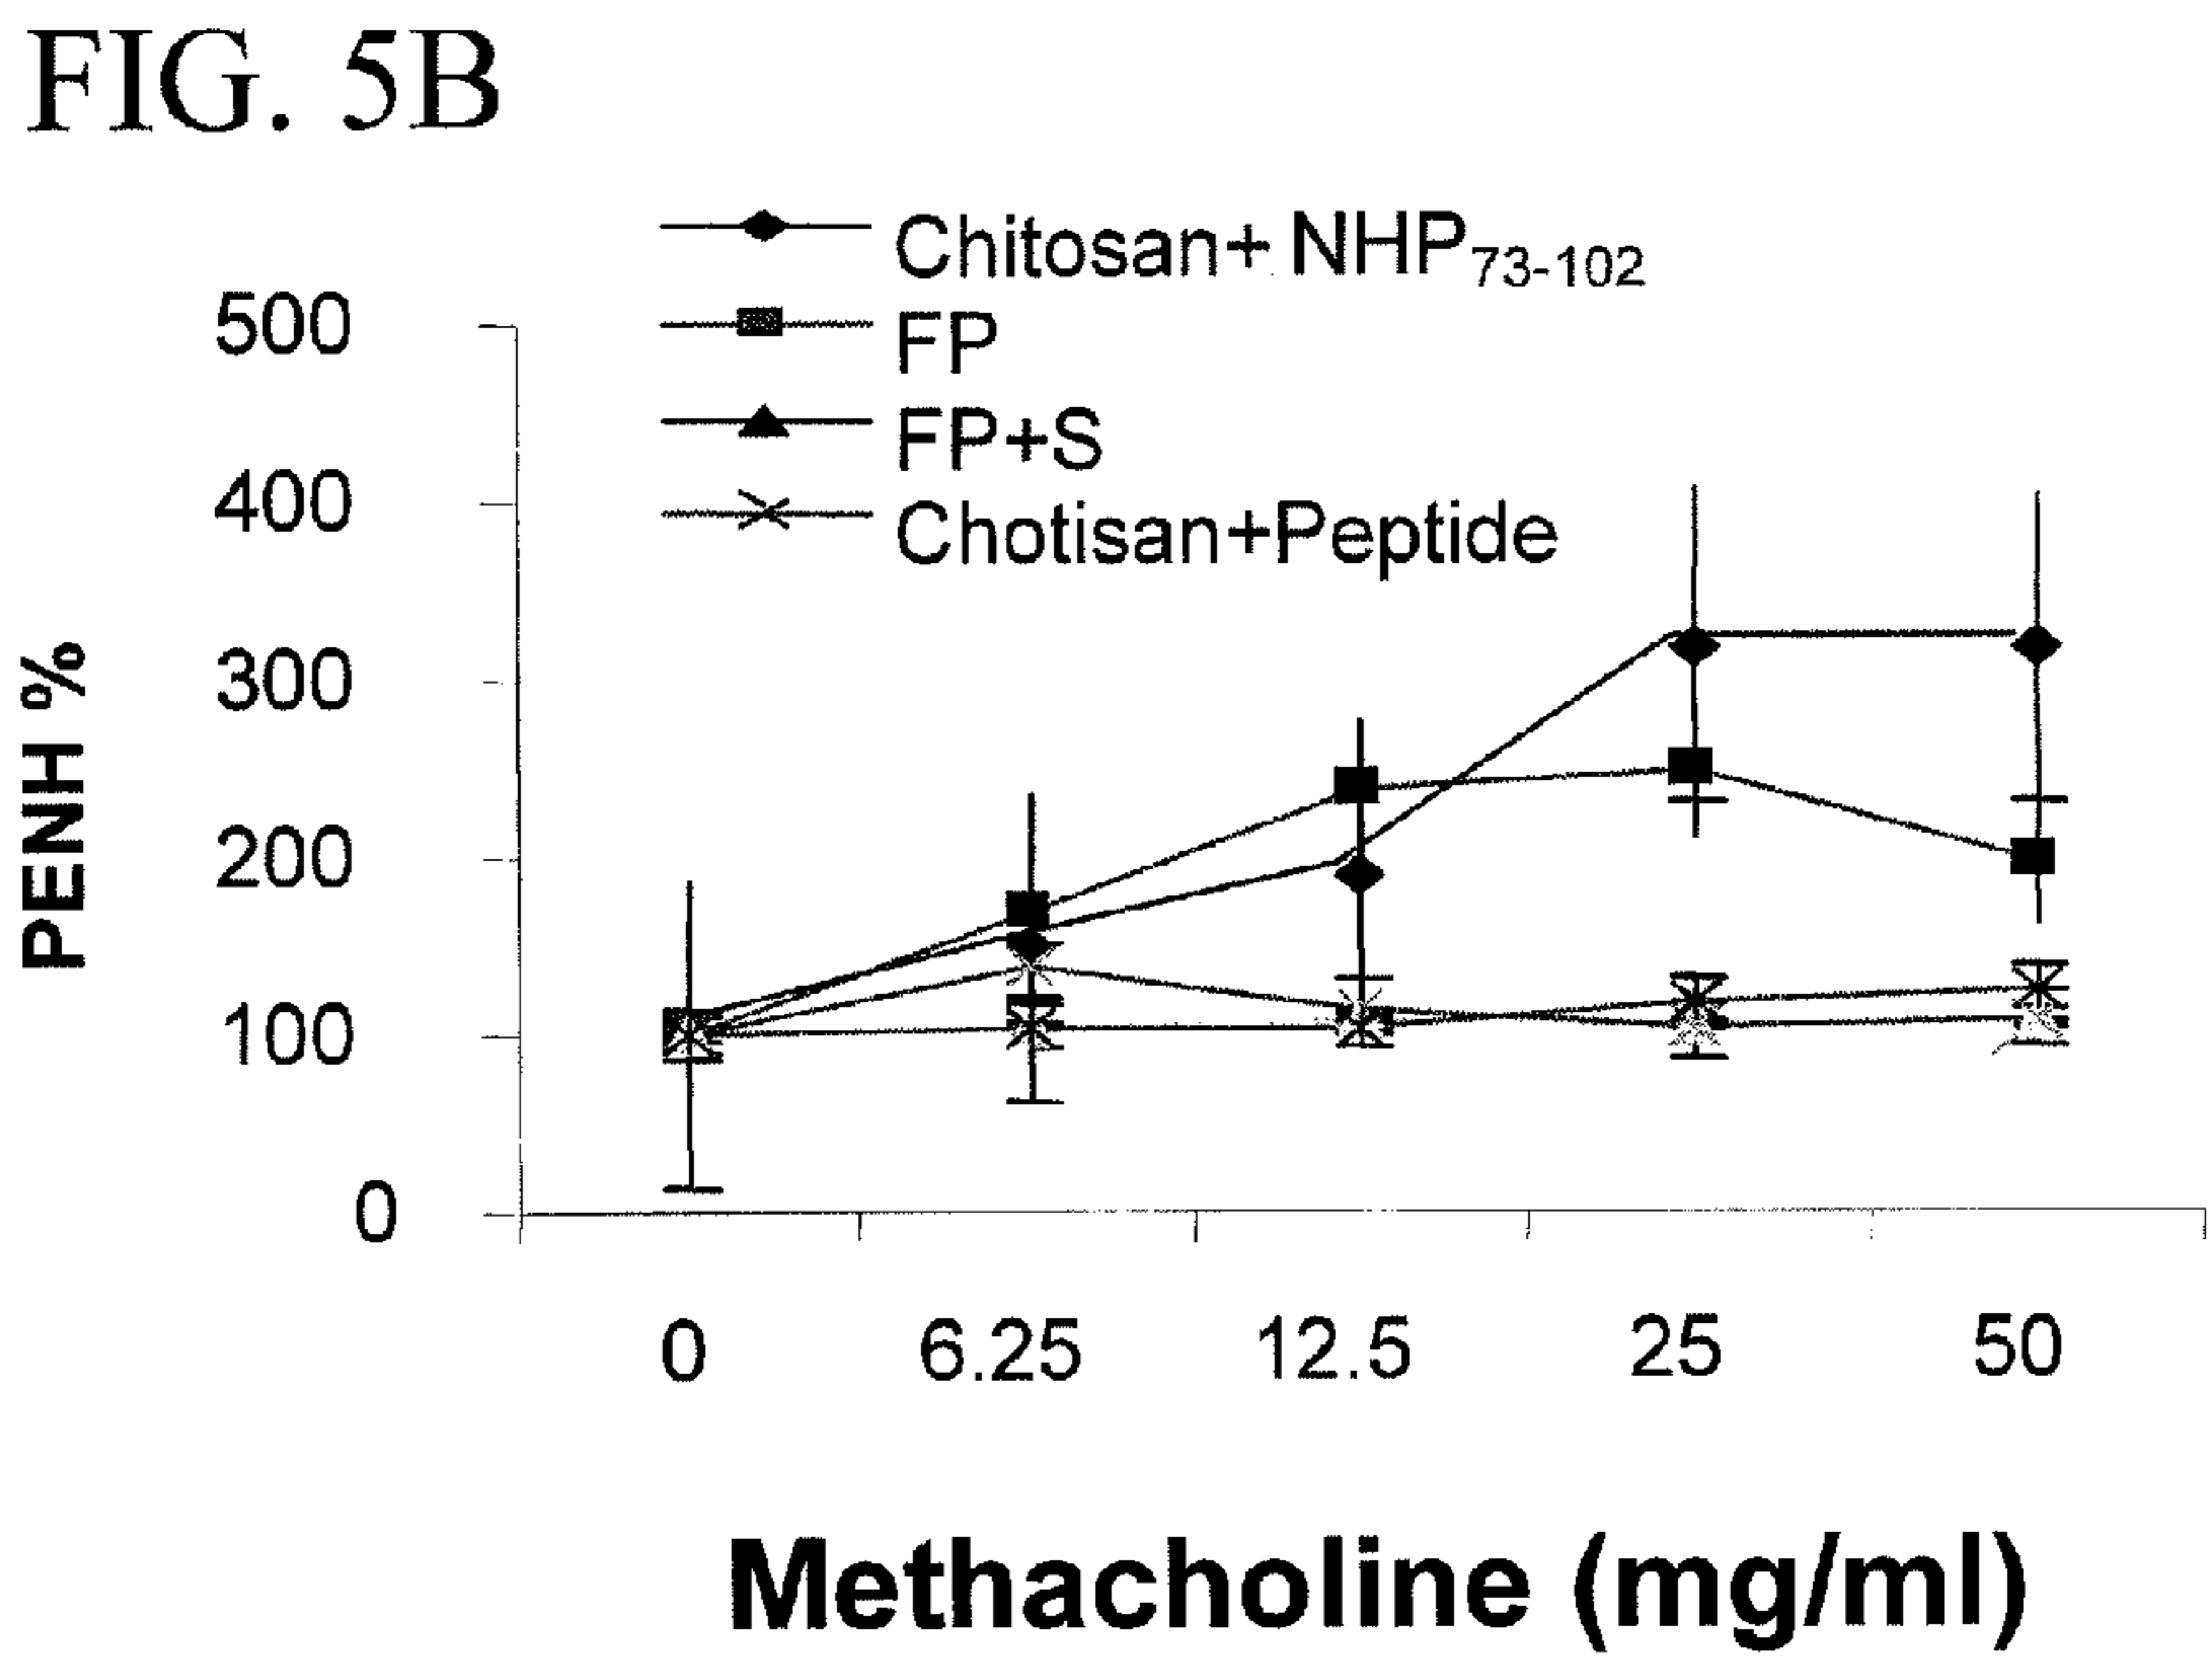 FIG. 5B
Chitosan+ NHP73-102
FP
FP+S
Chotisan+Peptide
500
400
300
200
100
0
PENH %
0 6.25 12.5 25 50
Methacholine (mg/ml)